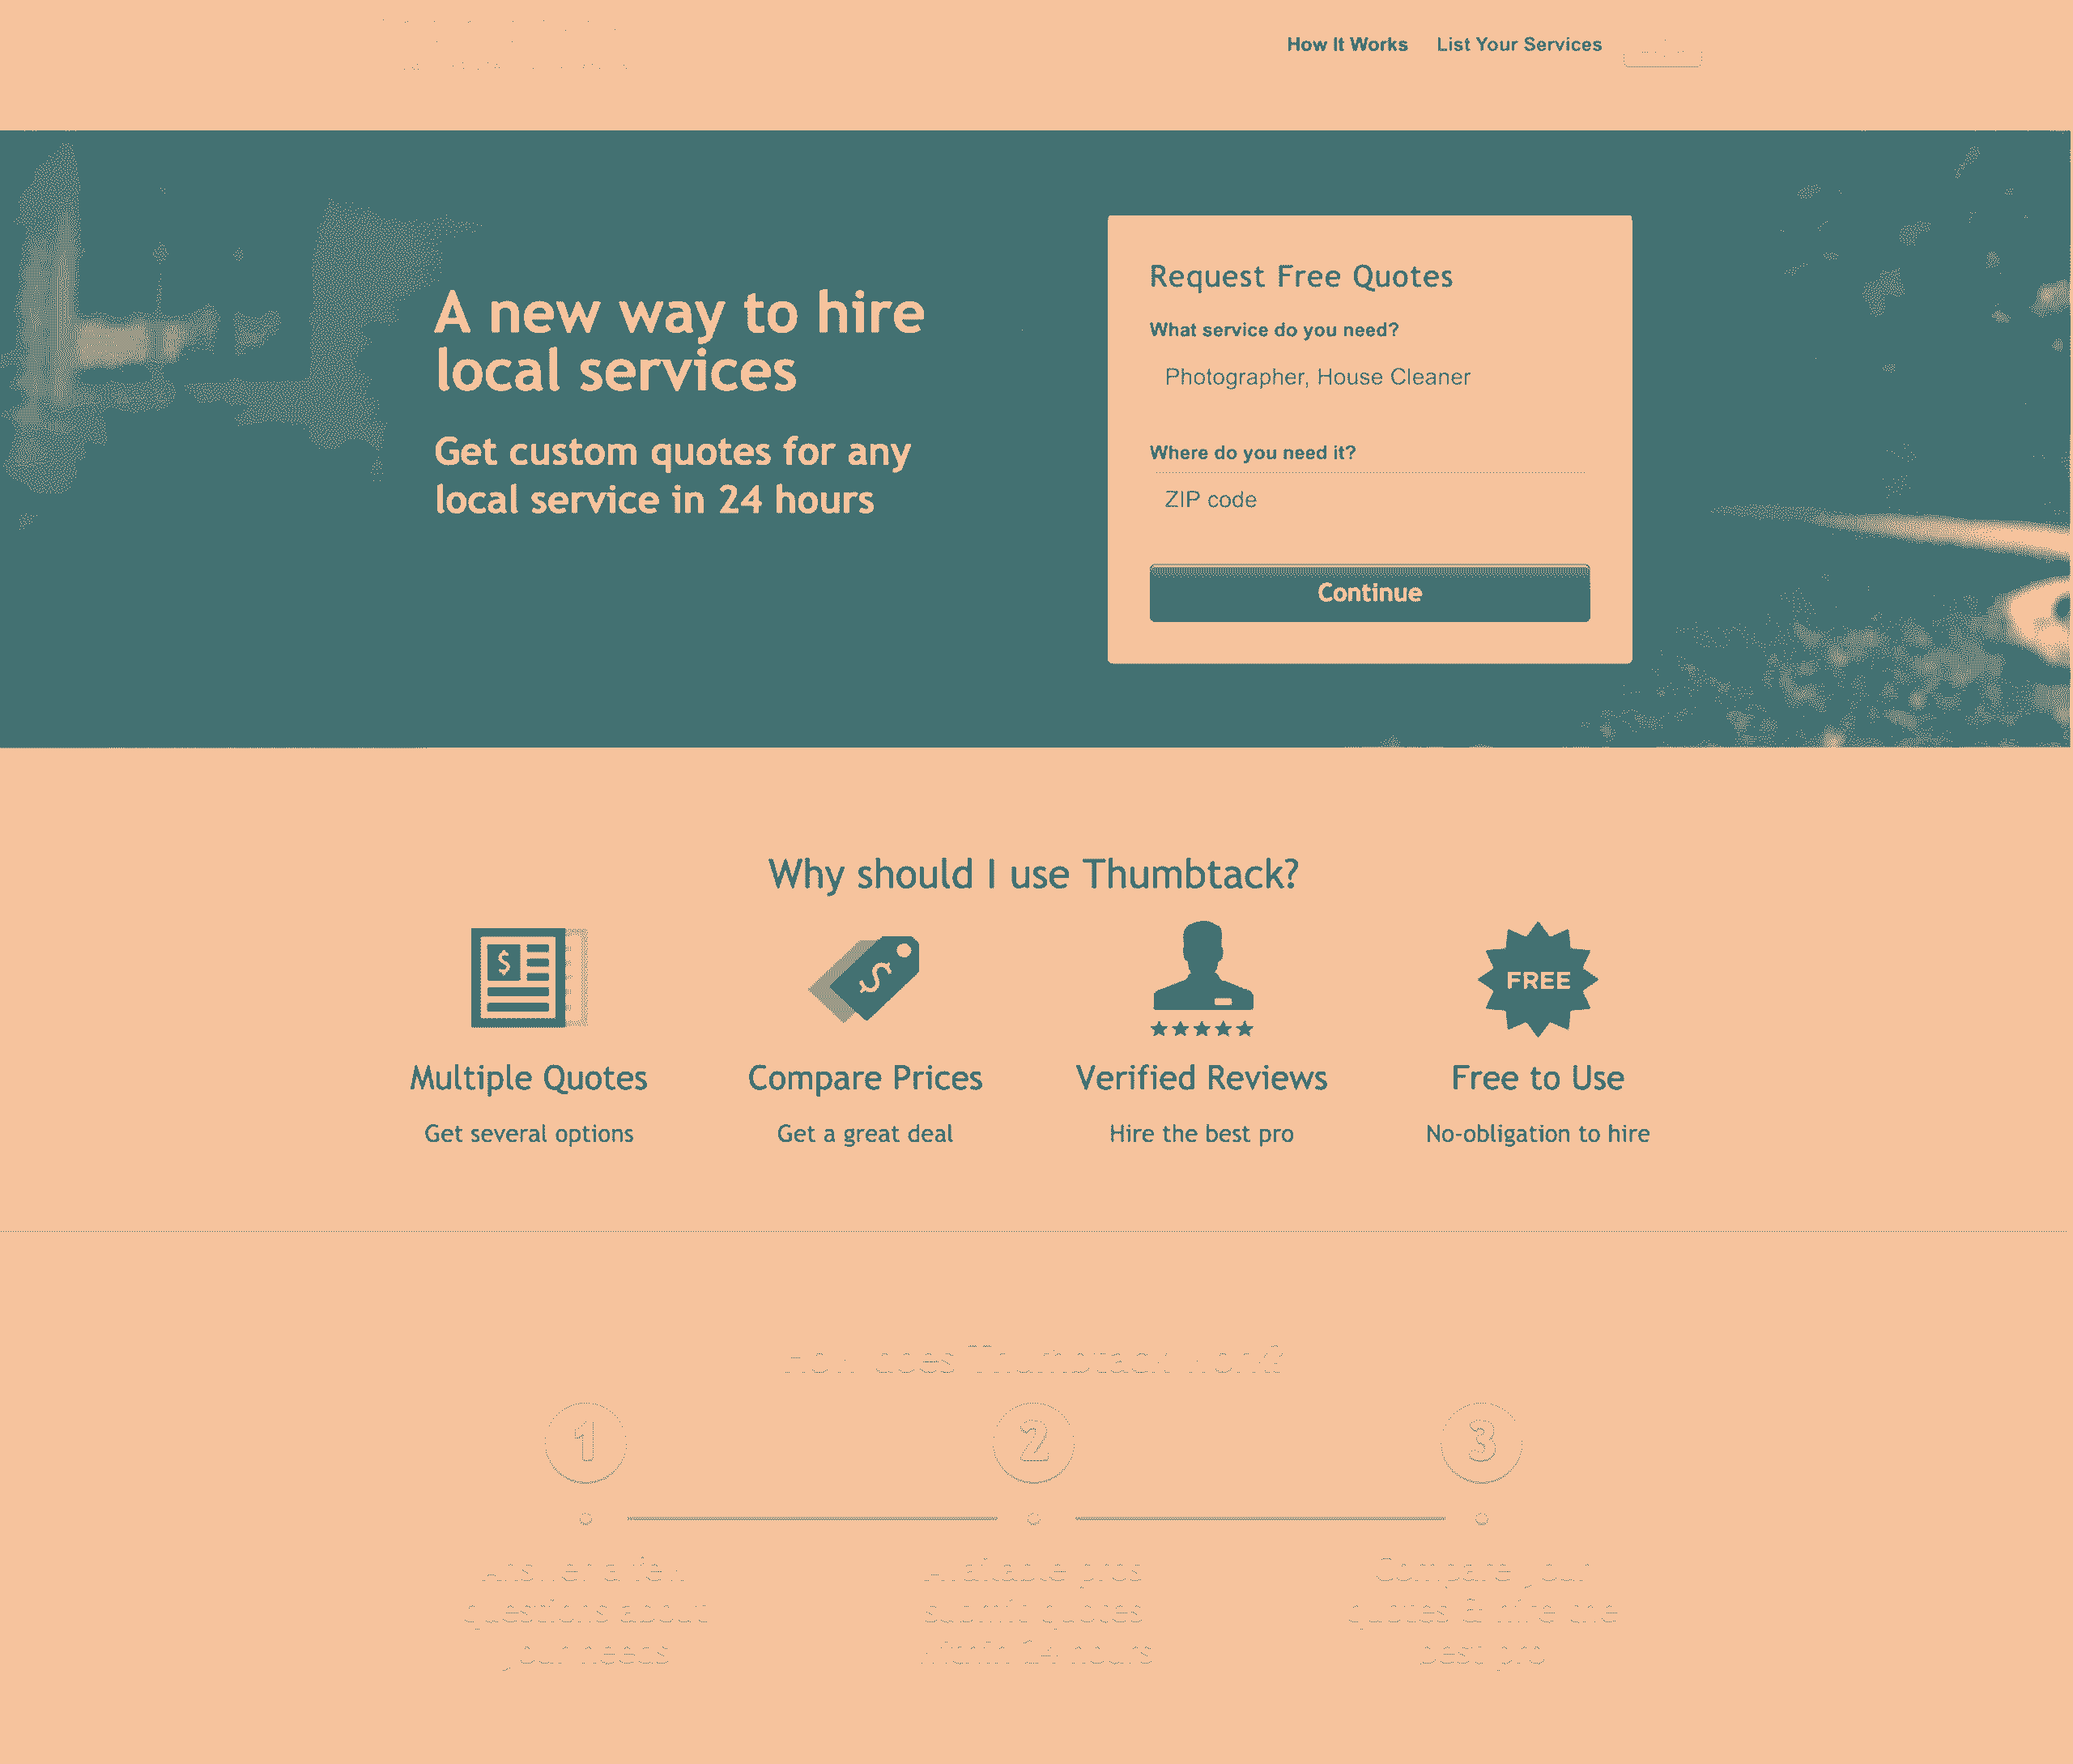 How It Works
List Your Services
A new way to hire
local services
Get custom quotes for any
local service in 24 hours
Request Free Quotes
What service do you need?
Photographer, House Cleaner
Where do you need it?
ZIP code
Continue
Why should I use Thumbtack?
$
$
FREE
Multiple Quotes
Compare Prices
Verified Reviews
Free to Use
Get several options
Get a great deal
Hire the best pro
No-obligation to hire
How does Thumbtack work?
1
2
3
Answer a few
questions about
your needs
Available pros
submit quotes
within 24 hours
Compare your
quotes & hire the
best pro